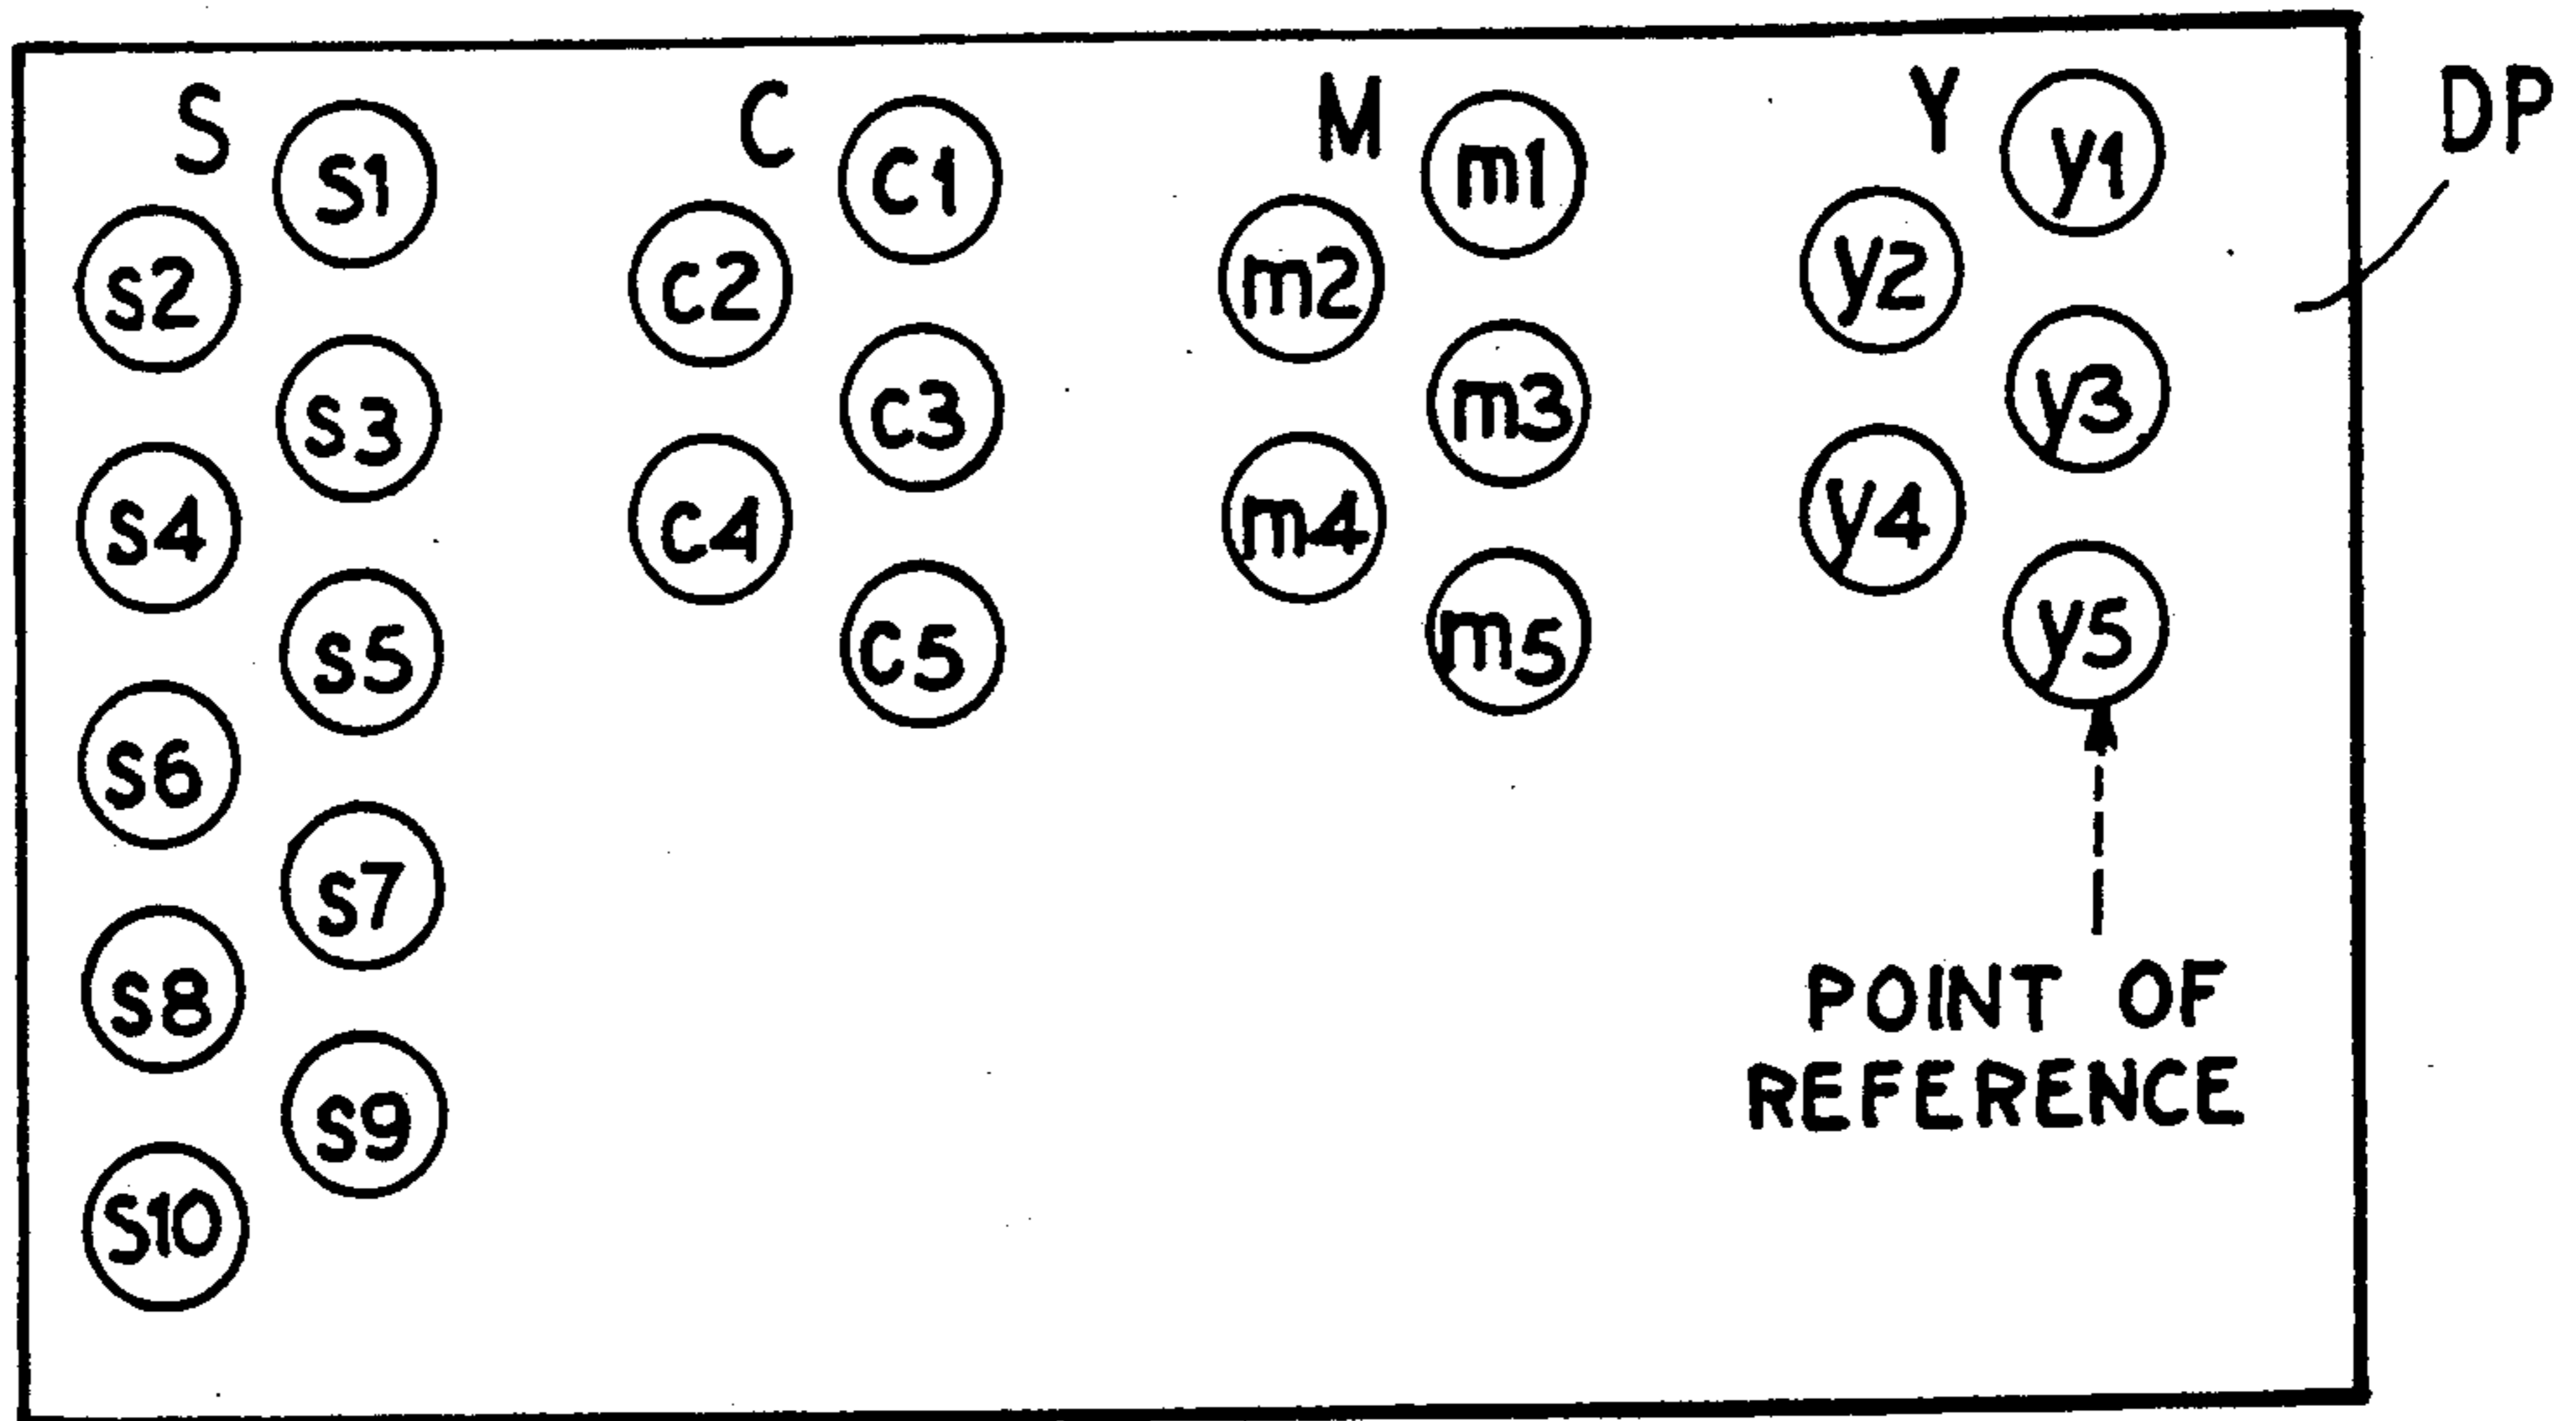 S C M Y DP
s1 c1 m1 y1
s2 c2 m2 y2
s3 c3 m3 y3
s4 c4 m4 y4
s5 c5 m5 y5
s6
s7
s8
s9
s10
POINT OF
REFERENCE